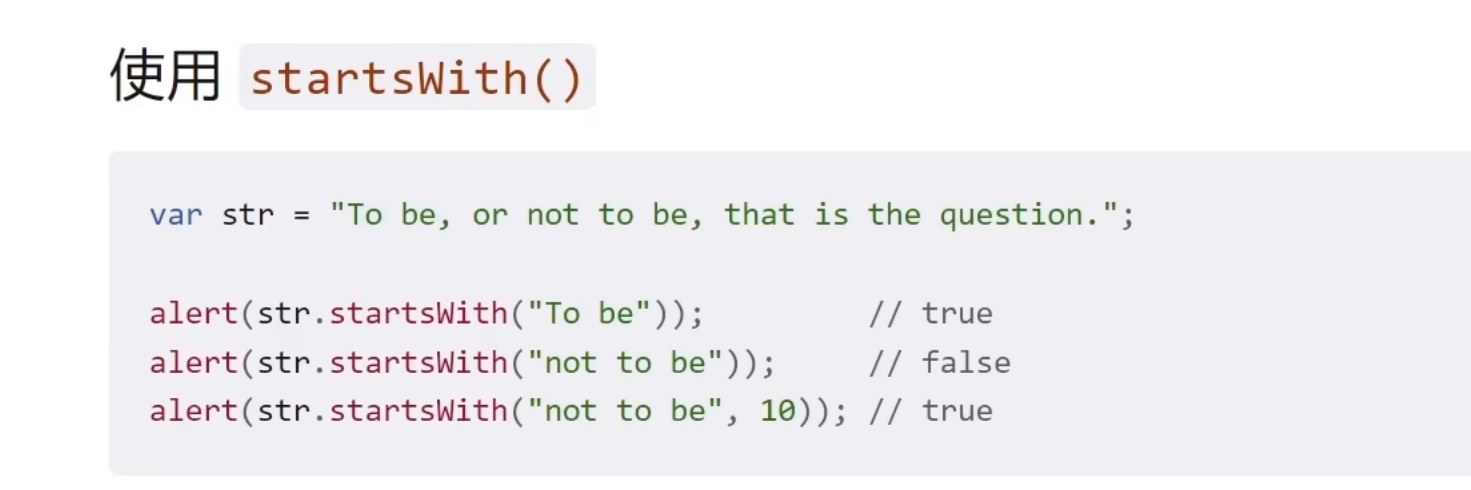 使用 startsWith()
var str = "To be, or not to be, that is the question.";
alert(str.startsWith("To be"));         // true
alert(str.startsWith("not to be"));     // false
alert(str.startsWith("not to be", 10)); // true